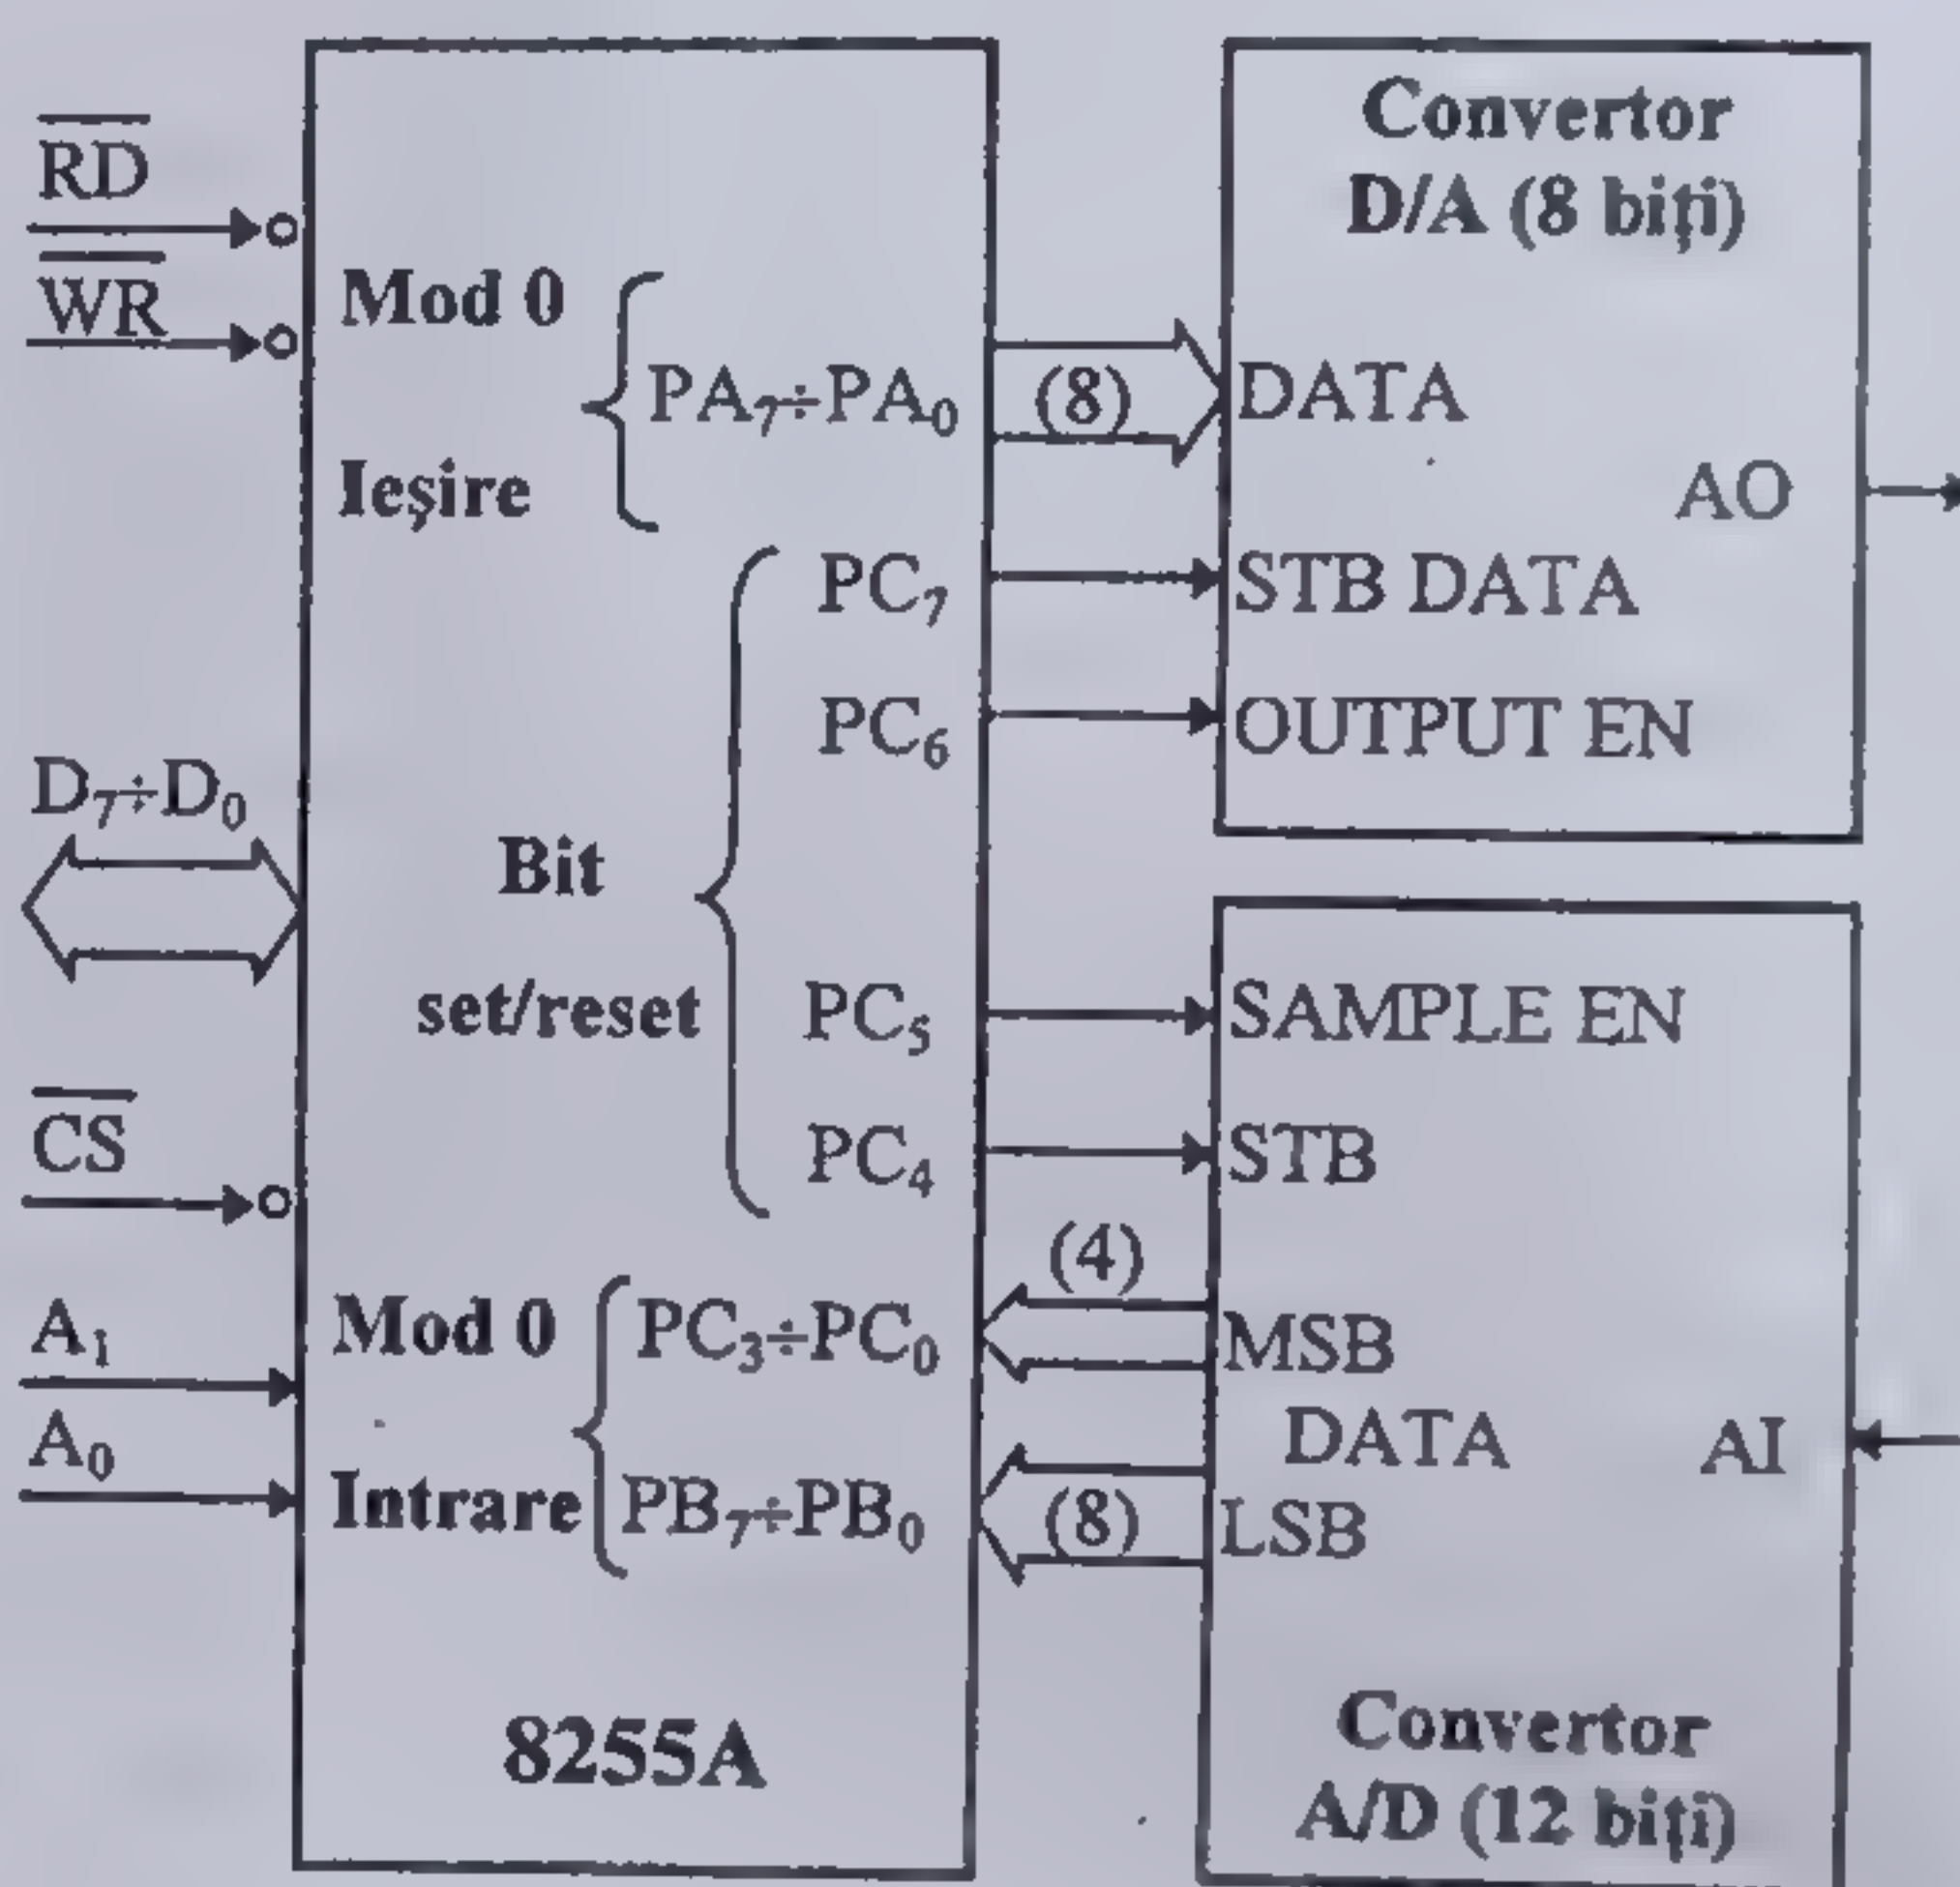 Convertor
D/A (8 biţi)
RD
WR
Mod 0
PA₇÷PA₀
(8)
DATA
Ieşire
AO
PC₇
STB DATA
PC₆
OUTPUT EN
D₇÷D₀
Bit
set/reset
PC₅
SAMPLE EN
CS
PC₄
STB
(4)
A₁
Mod 0
PC₃÷PC₀
MSB
DATA
AI
A₀
Intrare
PB₇÷PB₀
(8)
LSB
8255A
Convertor
A/D (12 biţi)